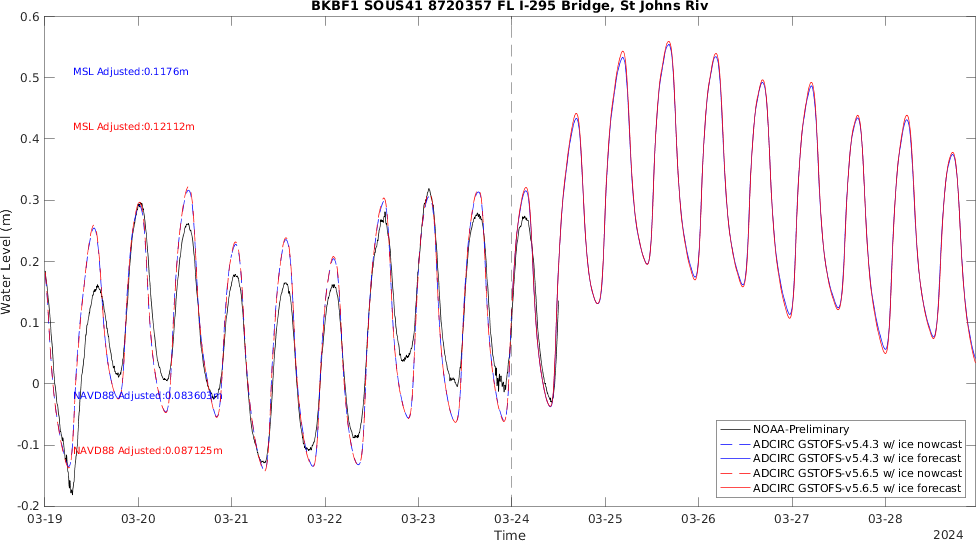 BKBF1 SOUS41 8720357 FL I-295 Bridge, St Johns Riv
0.6
0.5
0.4
0.3
0.2
0.1
0
-0.1
-0.2
Water Level (m)
MSL Adjusted:0.1176m
MSL Adjusted:0.12112m
NAVD88 Adjusted:0.083603m
NAVD88 Adjusted:0.087125m
NOAA-Preliminary
ADCIRC GSTOFS-v5.4.3 w/ ice nowcast
ADCIRC GSTOFS-v5.4.3 w/ ice forecast
ADCIRC GSTOFS-v5.6.5 w/ ice nowcast
ADCIRC GSTOFS-v5.6.5 w/ ice forecast
03-19 03-20 03-21 03-22 03-23 03-24 03-25 03-26 03-27 03-28
Time
2024